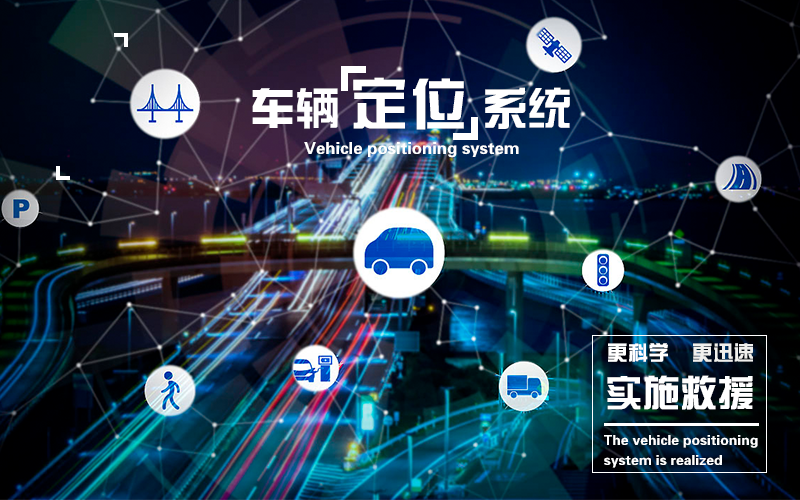 车辆「定位」系统
Vehicle positioning system
P
更科学 更迅速
实施救援
The vehicle positioning
system is realized